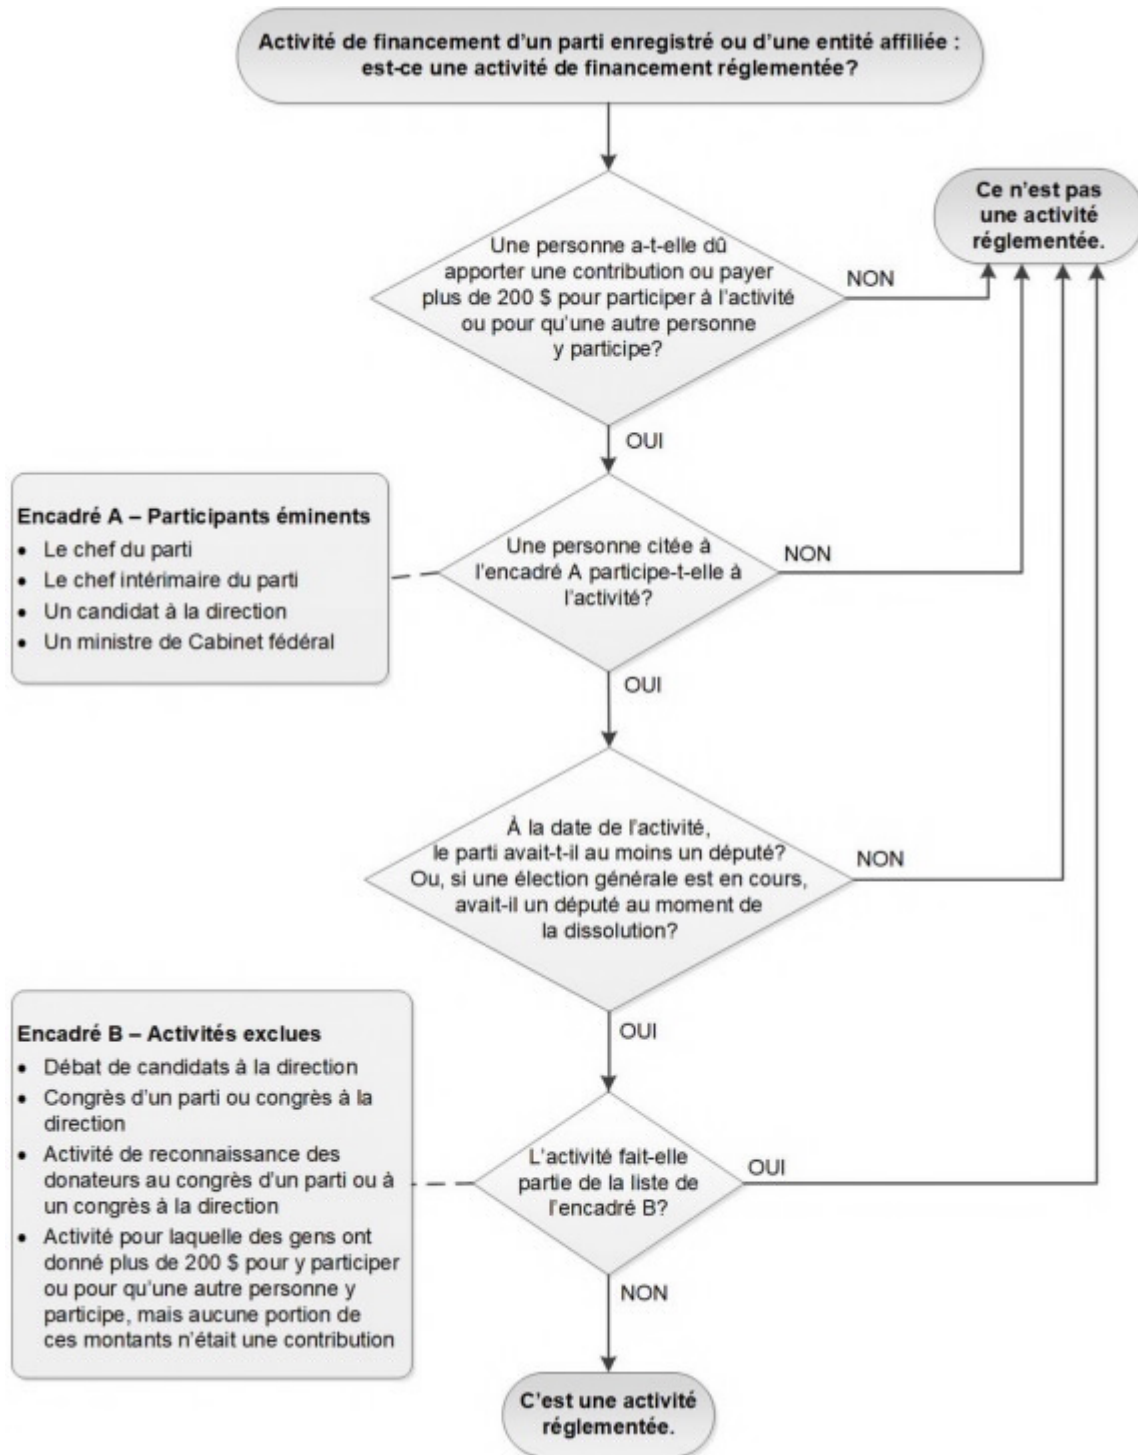 Activité de financement d'un parti enregistré ou d'une entité affiliée :
est-ce une activité de financement réglementée?
Ce n'est pas
une activité
réglementée.
Une personne a-t-elle dû
apporter une contribution ou payer
plus de 200 $ pour participer à l'activité
ou pour qu'une autre personne
y participe?
NON
OUI
Encadré A – Participants éminents
• Le chef du parti
• Le chef intérimaire du parti
• Un candidat à la direction
• Un ministre de Cabinet fédéral
Une personne citée à
l'encadré A participe-t-elle à
l'activité?
NON
OUI
À la date de l'activité,
le parti avait-t-il au moins un député?
Ou, si une élection générale est en cours,
avait-il un député au moment de
la dissolution?
NON
OUI
Encadré B – Activités exclues
• Débat de candidats à la direction
• Congrès d'un parti ou congrès à la
direction
• Activité de reconnaissance des
donateurs au congrès d'un parti ou à
un congrès à la direction
• Activité pour laquelle des gens ont
donné plus de 200 $ pour y participer
ou pour qu'une autre personne y
participe, mais aucune portion de
ces montants n'était une contribution
L'activité fait-elle
partie de la liste de
l'encadré B?
OUI
NON
C'est une activité
réglementée.